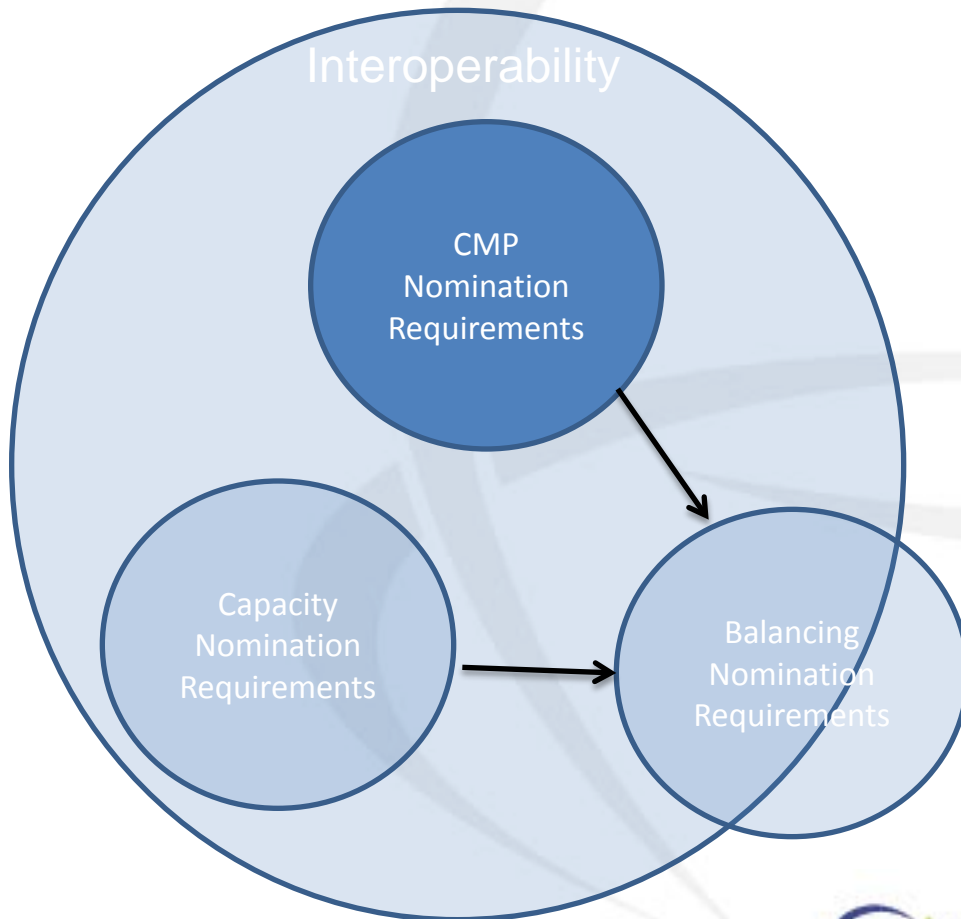 Interoperability
CMP
Nomination
Requirements
Capacity
Nomination
Requirements
Balancing
Nomination
Requirements